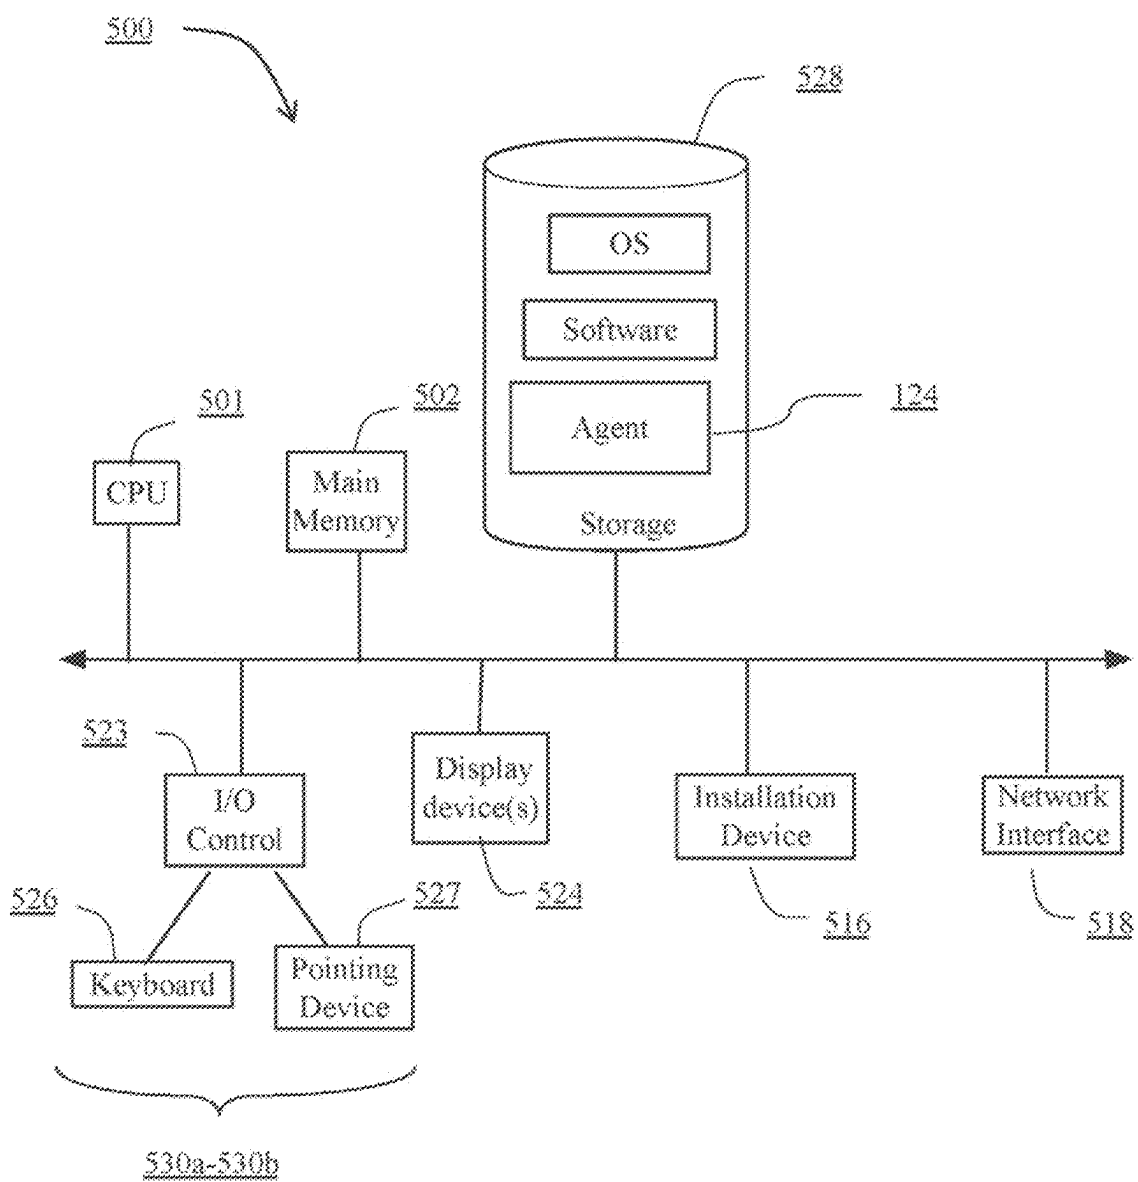 500
528
OS
Software
Agent
124
Storage
501
CPU
502
Main
Memory
523
I/O
Control
Display
device(s)
524
Installation
Device
516
Network
Interface
518
526
Keyboard
527
Pointing
Device
530a-530b